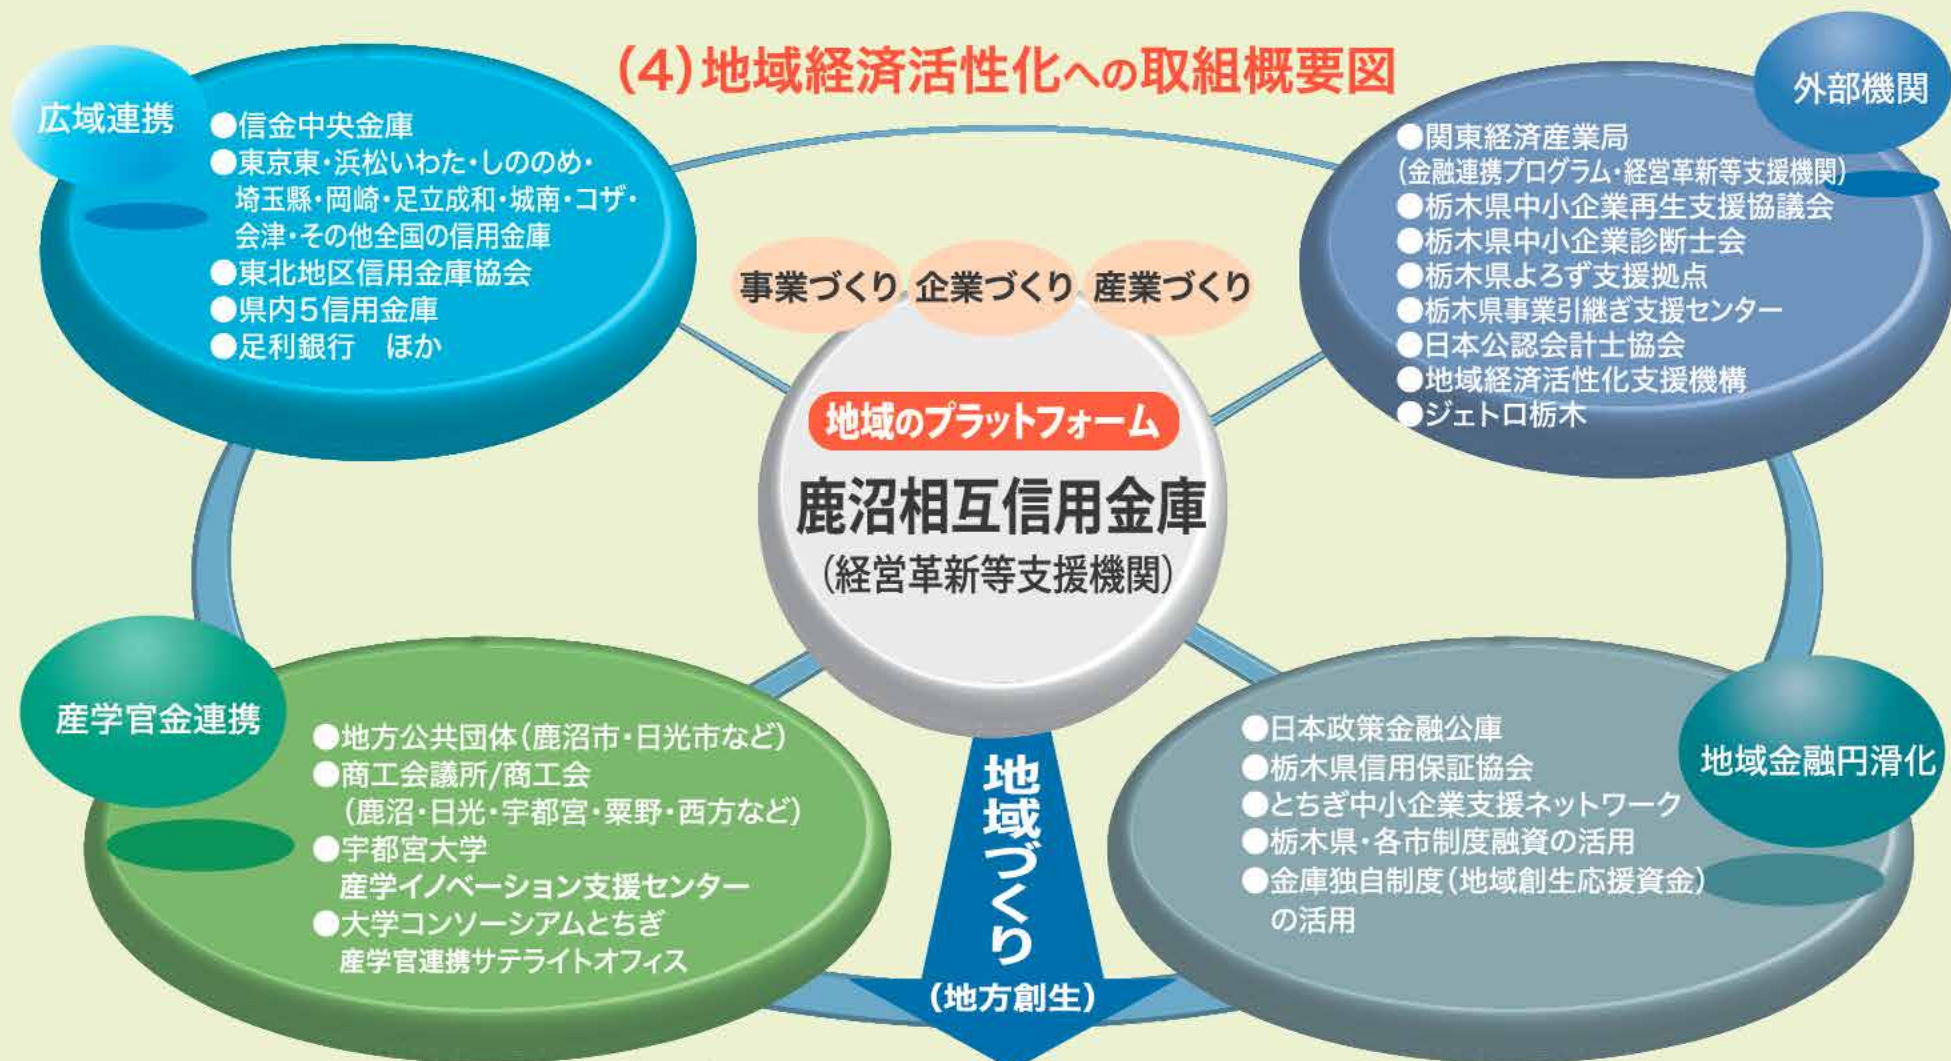 (4)地域経済活性化への取組概要図
広域連携
●信金中央金庫
●東京東・浜松いわた・しののめ・
埼玉縣・岡崎・足立成和・城南・コザ・
会津・その他全国の信用金庫
●東北地区信用金庫協会
●県内5信用金庫
●足利銀行　ほか
外部機関
●関東経済産業局
(金融連携プログラム・経営革新等支援機関)
●栃木県中小企業再生支援協議会
●栃木県中小企業診断士会
●栃木県よろず支援拠点
●栃木県事業引継ぎ支援センター
●日本公認会計士協会
●地域経済活性化支援機構
●ジェトロ栃木
事業づくり 企業づくり 産業づくり
地域のプラットフォーム
鹿沼相互信用金庫
(経営革新等支援機関)
産学官金連携
●地方公共団体(鹿沼市・日光市など)
●商工会議所/商工会
(鹿沼・日光・宇都宮・粟野・西方など)
●宇都宮大学
産学イノベーション支援センター
●大学コンソーシアムとちぎ
産学官連携サテライトオフィス
地域づくり
(地方創生)
地域金融円滑化
●日本政策金融公庫
●栃木県信用保証協会
●とちぎ中小企業支援ネットワーク
●栃木県・各市制度融資の活用
●金庫独自制度(地域創生応援資金)
の活用